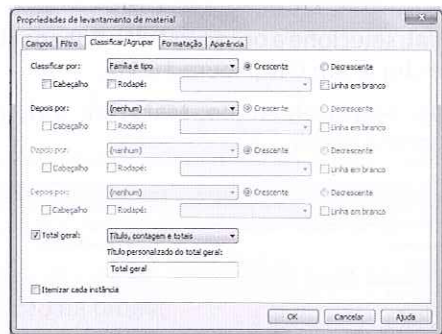 Propriedades de levantamento de material
Campos Filtro Classificar/Agrupar Formatação Aparência
Classificar por: Família e tipo Crescente Decrescente
Cabeçalho Rodapé: Linha em branco
Depois por: (nenhum) Crescente Decrescente
Cabeçalho Rodapé: Linha em branco
Depois por: (nenhum) Crescente Decrescente
Cabeçalho Rodapé: Linha em branco
Depois por: (nenhum) Crescente Decrescente
Cabeçalho Rodapé: Linha em branco
Total geral: Título, contagem e totais
Título personalizado do total geral:
Total geral
Itemizar cada instância
OK Cancelar Ajuda